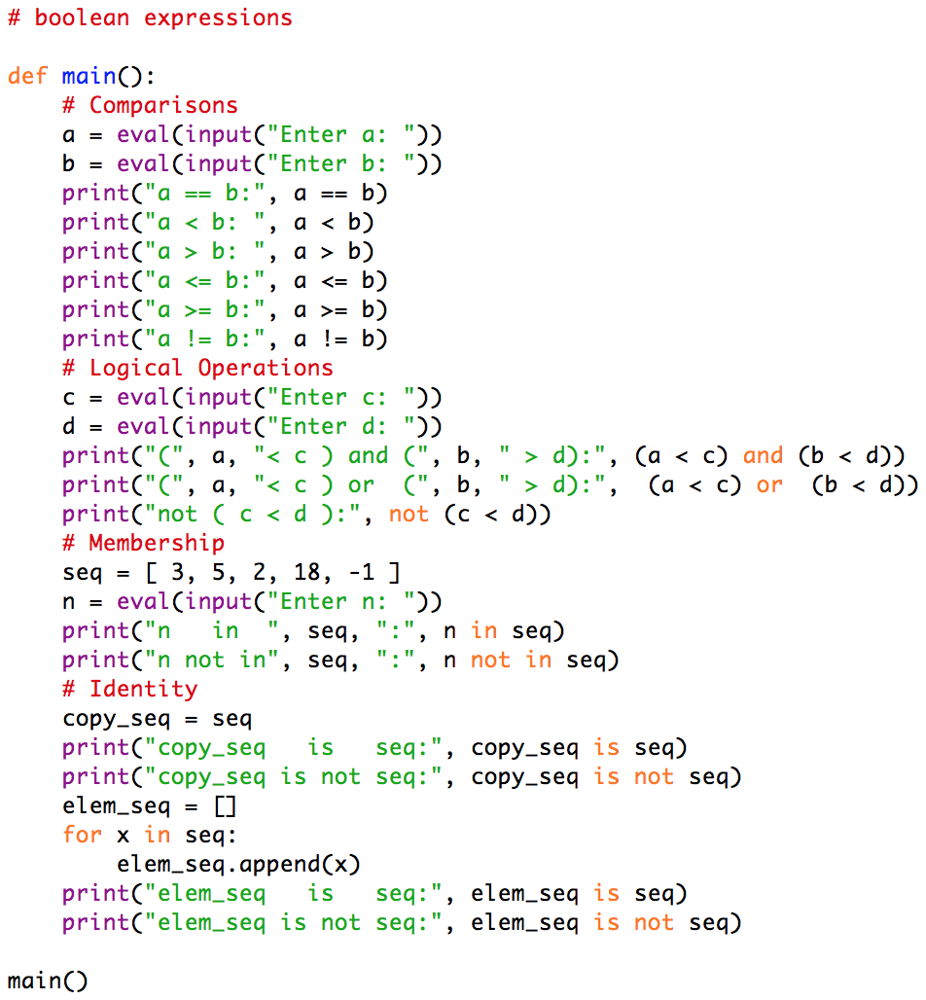 # boolean expressions

def main():
    # Comparisons
    a = eval(input("Enter a: "))
    b = eval(input("Enter b: "))
    print("a == b:", a == b)
    print("a < b: ", a < b)
    print("a > b: ", a > b)
    print("a <= b:", a <= b)
    print("a >= b:", a >= b)
    print("a != b:", a != b)
    # Logical Operations
    c = eval(input("Enter c: "))
    d = eval(input("Enter d: "))
    print("(", a, "< c ) and (", b, " > d):", (a < c) and (b < d))
    print("(", a, "< c ) or  (", b, " > d):",  (a < c) or  (b < d))
    print("not ( c < d ):", not (c < d))
    # Membership
    seq = [ 3, 5, 2, 18, -1 ]
    n = eval(input("Enter n: "))
    print("n   in  ", seq, ":", n in seq)
    print("n not in", seq, ":", n not in seq)
    # Identity
    copy_seq = seq
    print("copy_seq   is   seq:", copy_seq is seq)
    print("copy_seq is not seq:", copy_seq is not seq)
    elem_seq = []
    for x in seq:
        elem_seq.append(x)
    print("elem_seq   is   seq:", elem_seq is seq)
    print("elem_seq is not seq:", elem_seq is not seq)

main()